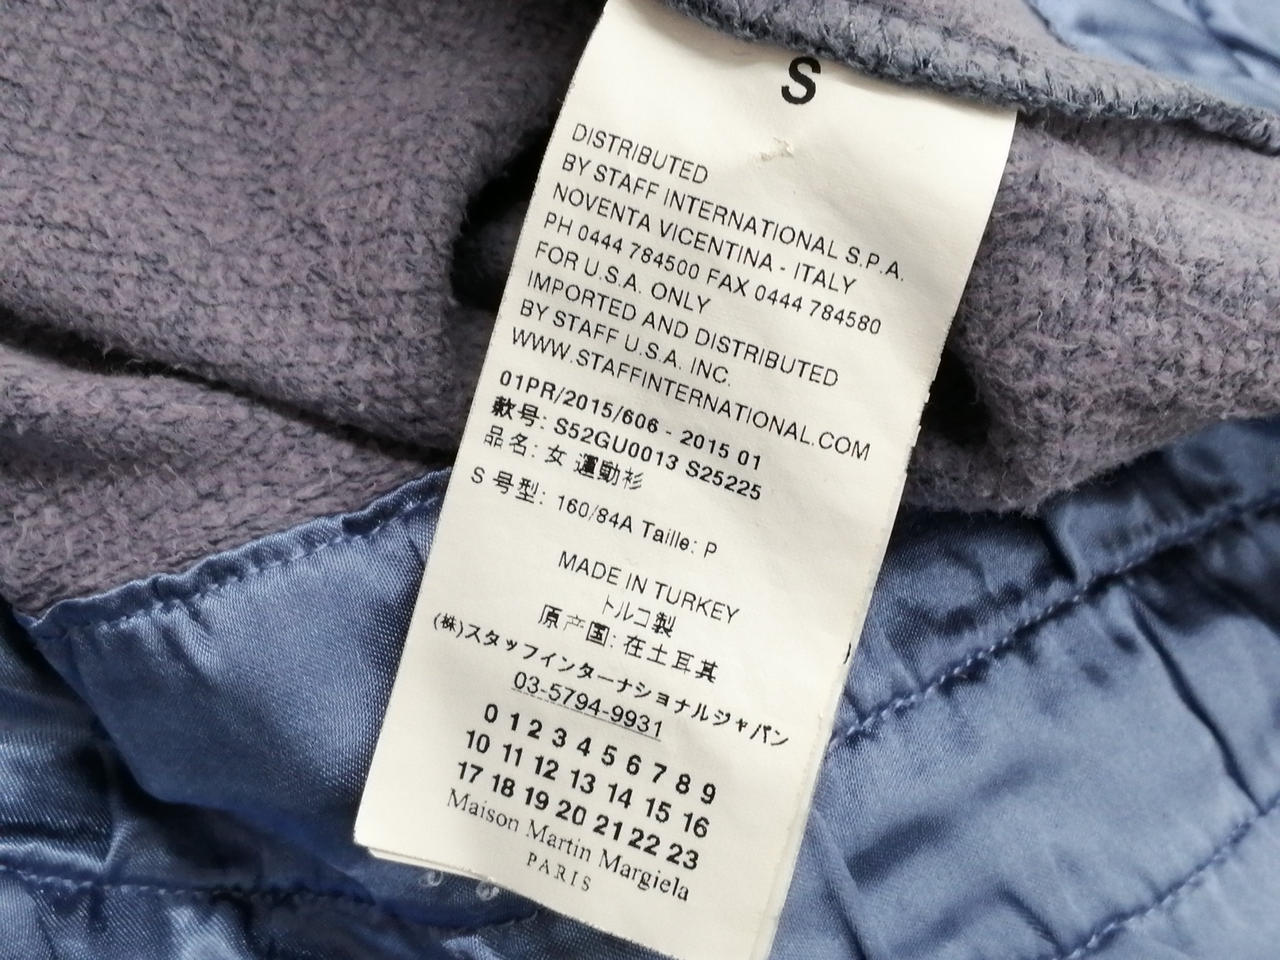 S
DISTRIBUTED
BY STAFF INTERNATIONAL S.P.A.
NOVENTA VICENTINA - ITALY
PH 0444 784500 FAX 0444 784580
FOR U.S.A. ONLY
IMPORTED AND DISTRIBUTED
BY STAFF U.S.A. INC.
WWW.STAFFINTERNATIONAL.COM
01PR/2015/606 - 2015 01
款号: S52GU0013 S25225
品名: 女 運動衫
S 号型: 160/84A Taille: P
MADE IN TURKEY
トルコ製
原产国: 在土耳其
(株)スタッフインターナショナルジャパン
03-5794-9931
0 1 2 3 4 5 6 7 8 9
10 11 12 13 14 15 16
17 18 19 20 21 22 23
Maison Martin Margiela
PARIS